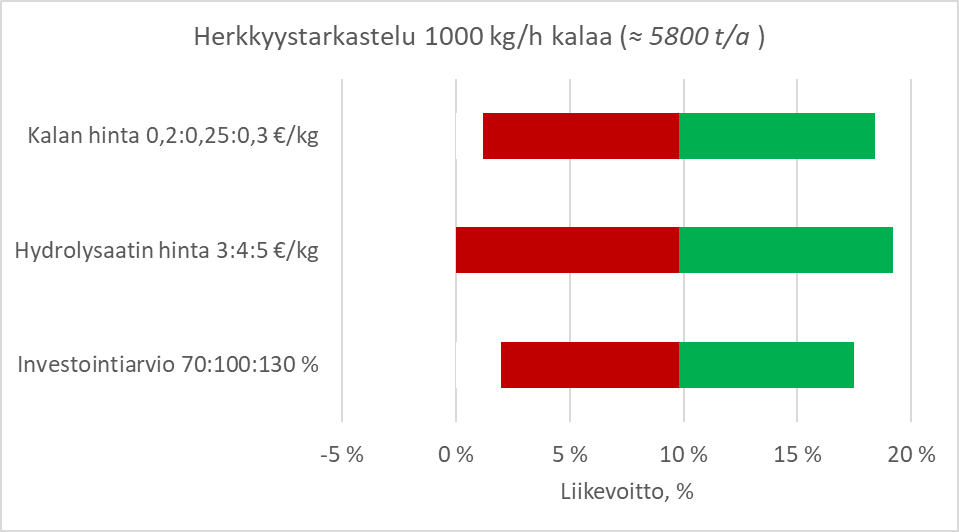 Herkkyystarkastelu 1000 kg/h kalaa (≈ 5800 t/a )
Kalan hinta 0,2:0,25:0,3 €/kg
Hydrolysaatin hinta 3:4:5 €/kg
Investointiarvio 70:100:130 %
-5 % 0 % 5 % 10 % 15 % 20 %
Liikevoitto, %